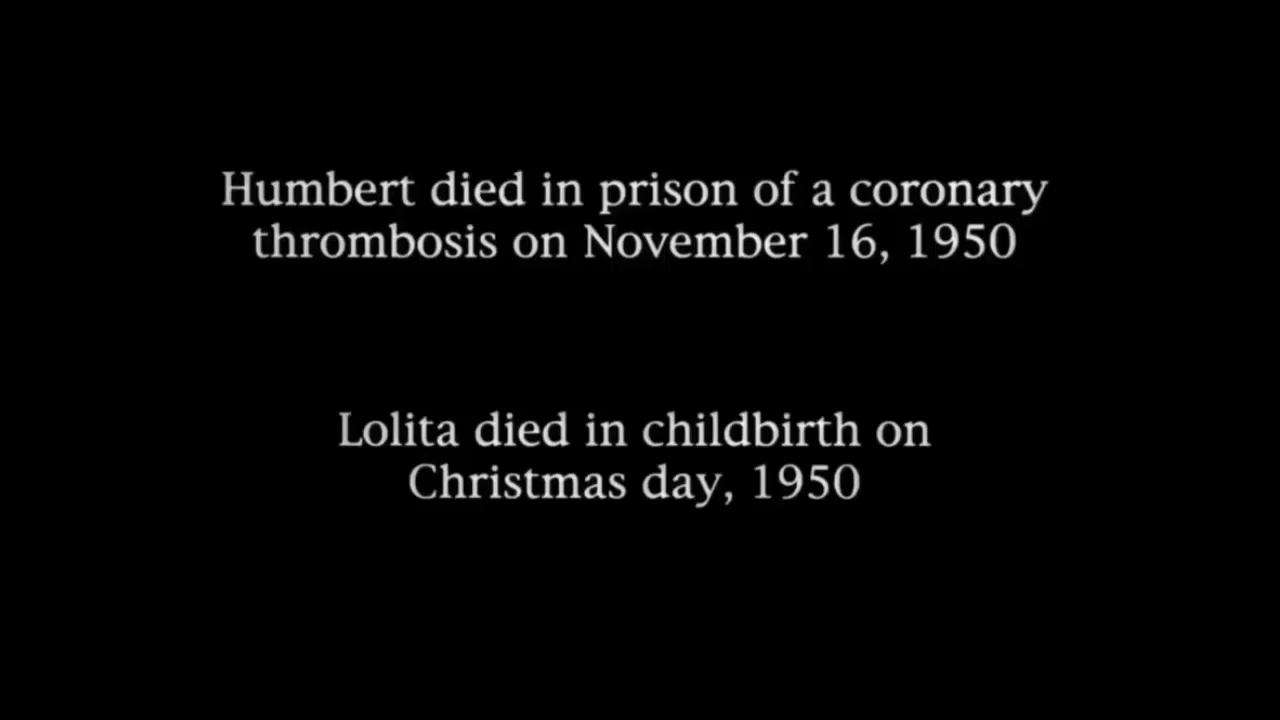 Humbert died in prison of a coronary
thrombosis on November 16, 1950
Lolita died in childbirth on
Christmas day, 1950